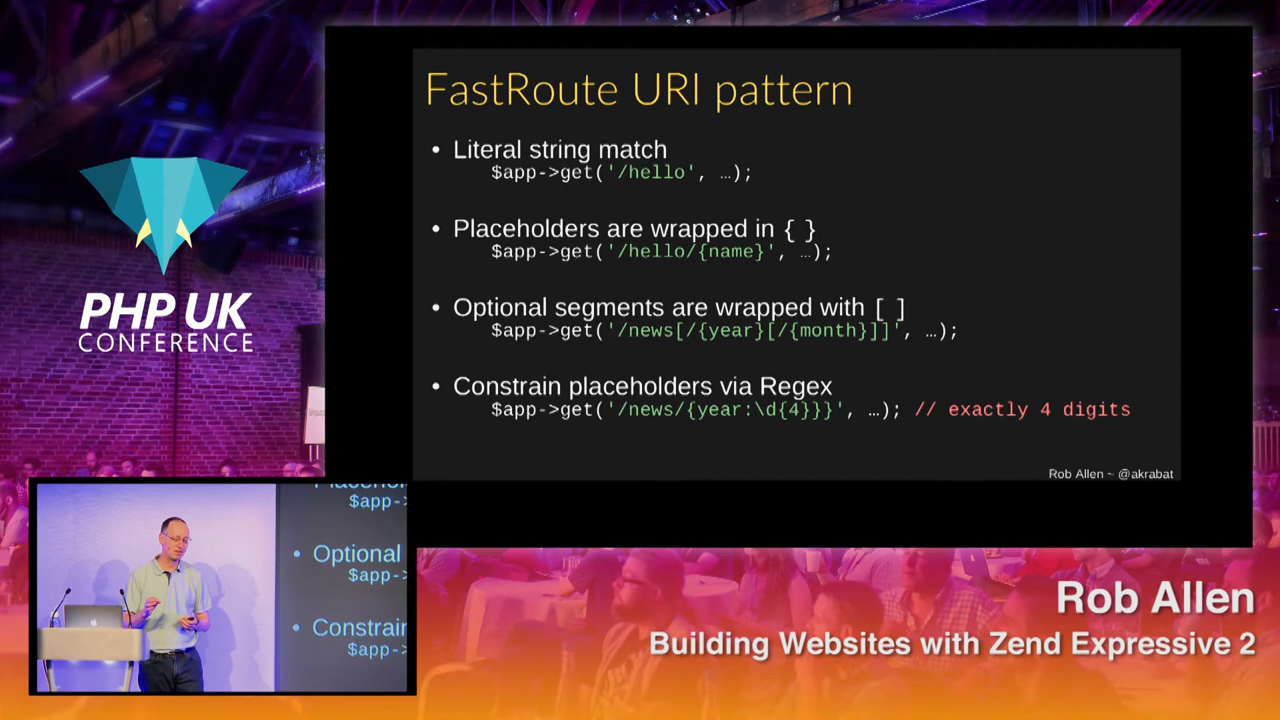 FastRoute URI pattern
• Literal string match
$app->get('/hello', …);
• Placeholders are wrapped in { }
$app->get('/hello/{name}', …);
• Optional segments are wrapped with [ ]
$app->get('/news[/{year}[/{month}]]', …);
• Constrain placeholders via Regex
$app->get('/news/{year:\d{4}}}', …); // exactly 4 digits
Rob Allen ~ @akrabat
PHP UK
CONFERENCE
$app->
• Optional
$app->
• Constrain
$app->
Rob Allen
Building Websites with Zend Expressive 2